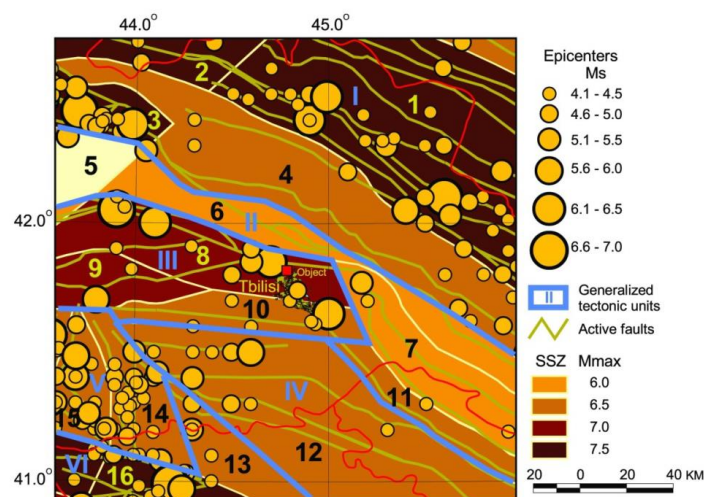 44.0°
45.0°
Epicenters
Ms
4.1 - 4.5
4.6 - 5.0
5.1 - 5.5
5.6 - 6.0
6.1 - 6.5
6.6 - 7.0
II
Generalized
tectonic units
Active faults
SSZ Mmax
6.0
6.5
7.0
7.5
20 0 20 40 KM
42.0°
41.0°
2
I
1
3
5
4
6
II
8
III
9
Object
Tbilisi
10
7
V
IV
11
15
14
12
VI
13
16